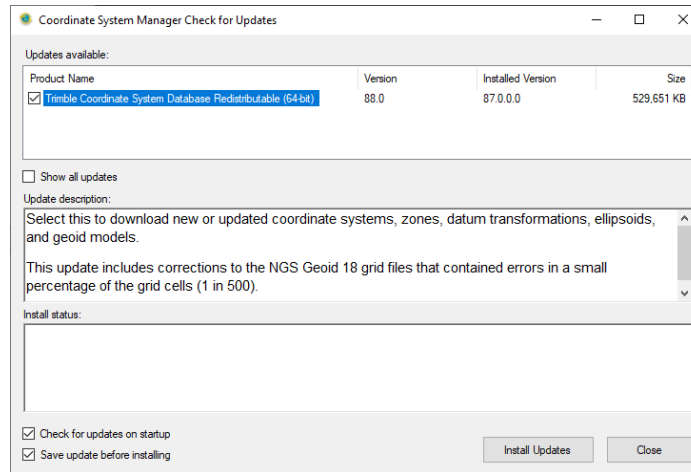 Coordinate System Manager Check for Updates
Updates available:
Product Name Version Installed Version Size
Trimble Coordinate System Database Redistributable (64-bit) 88.0 87.0.0.0 529,651 KB
Show all updates
Update description:
Select this to download new or updated coordinate systems, zones, datum transformations, ellipsoids,
and geoid models.
This update includes corrections to the NGS Geoid 18 grid files that contained errors in a small
percentage of the grid cells (1 in 500).
Install status:
Check for updates on startup
Save update before installing
Install Updates
Close